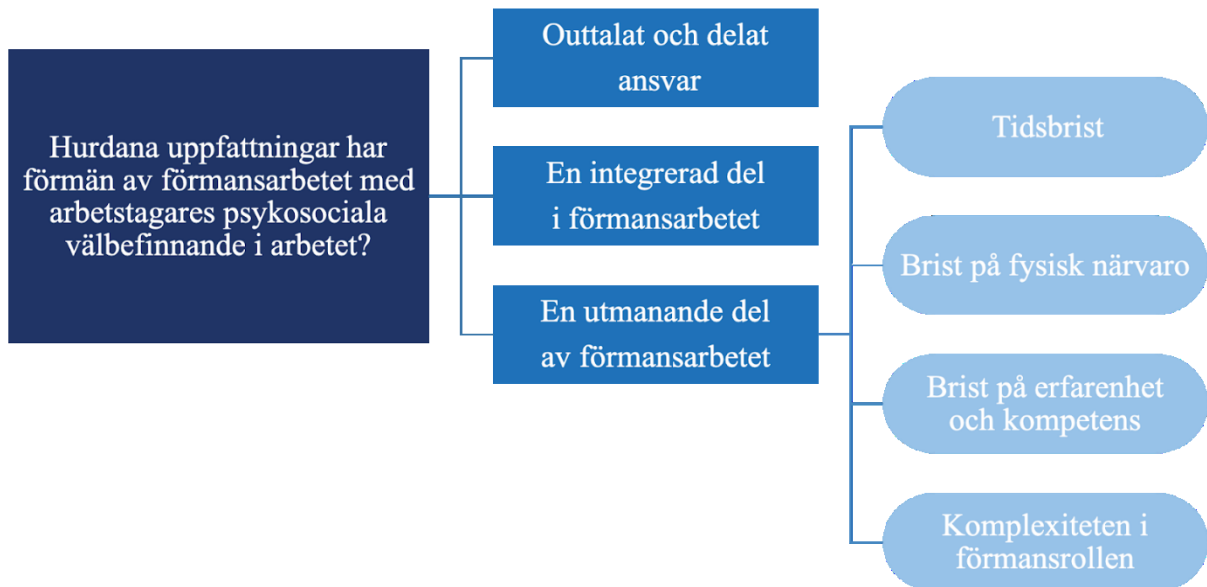 Hurdana uppfattningar har
förmän av förmansarbetet med
arbetstagares psykosociala
välbefinnande i arbetet?
Outtalat och delat
ansvar
En integrerad del
i förmansarbetet
En utmanande del
av förmansarbetet
Tidsbrist
Brist på fysisk närvaro
Brist på erfarenhet
och kompetens
Komplexiteten i
förmansrollen